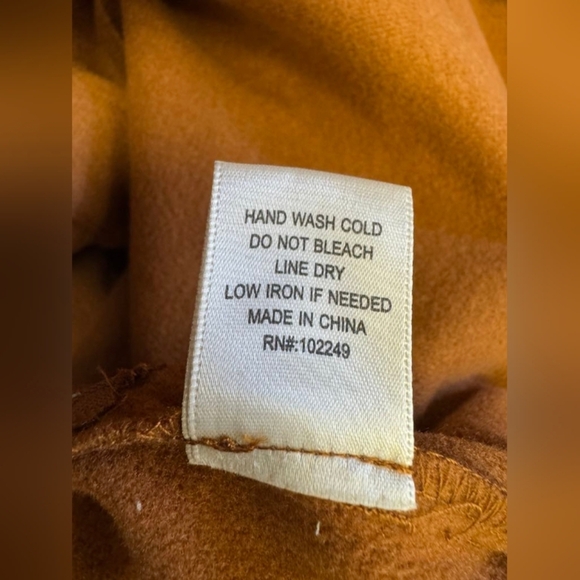 HAND WASH COLD
DO NOT BLEACH
LINE DRY
LOW IRON IF NEEDED
MADE IN CHINA
RN#:102249